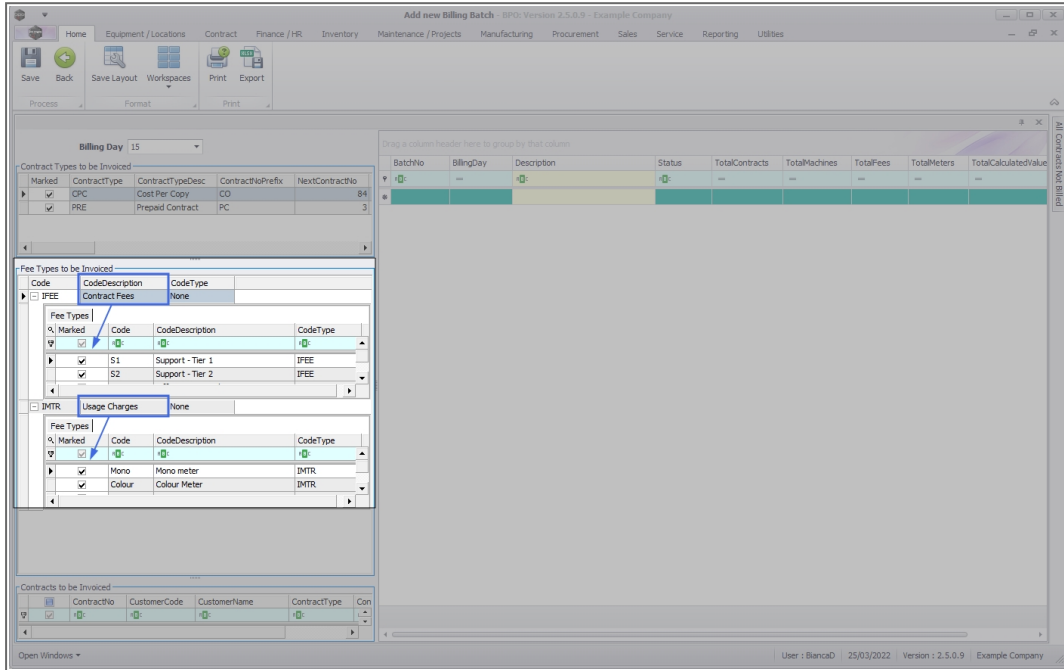 Add new Billing Batch - BPO: Version 2.5.0.9 - Example Company
Home Equipment / Locations Contract Finance / HR Inventory Maintenance / Projects Manufacturing Procurement Sales Service Reporting Utilities
Save Back Save Layout Workspaces Print Export
Process Format Print
Billing Day 15
Contract Types to be Invoiced
Marked ContractType ContractTypeDesc ContractNoPrefix NextContractNo
CPC Cost Per Copy CO 84
PRE Prepaid Contract PC 3
Fee Types to be Invoiced
Code CodeDescription CodeType
IFEE Contract Fees None
Fee Types
Marked Code CodeDescription CodeType
S1 Support - Tier 1 IFEE
S2 Support - Tier 2 IFEE
IMTR Usage Charges None
Fee Types
Marked Code CodeDescription CodeType
Mono Mono meter IMTR
Colour Colour Meter IMTR
Contracts to be Invoiced
ContractNo CustomerCode CustomerName ContractType Con
Drag a column header here to group by that column
BatchNo BillingDay Description Status TotalContracts TotalMachines TotalFees TotalMeters TotalCalculatedValue
All Contracts Not Billed
Open Windows
User : BiancaD 25/03/2022 Version : 2.5.0.9 Example Company